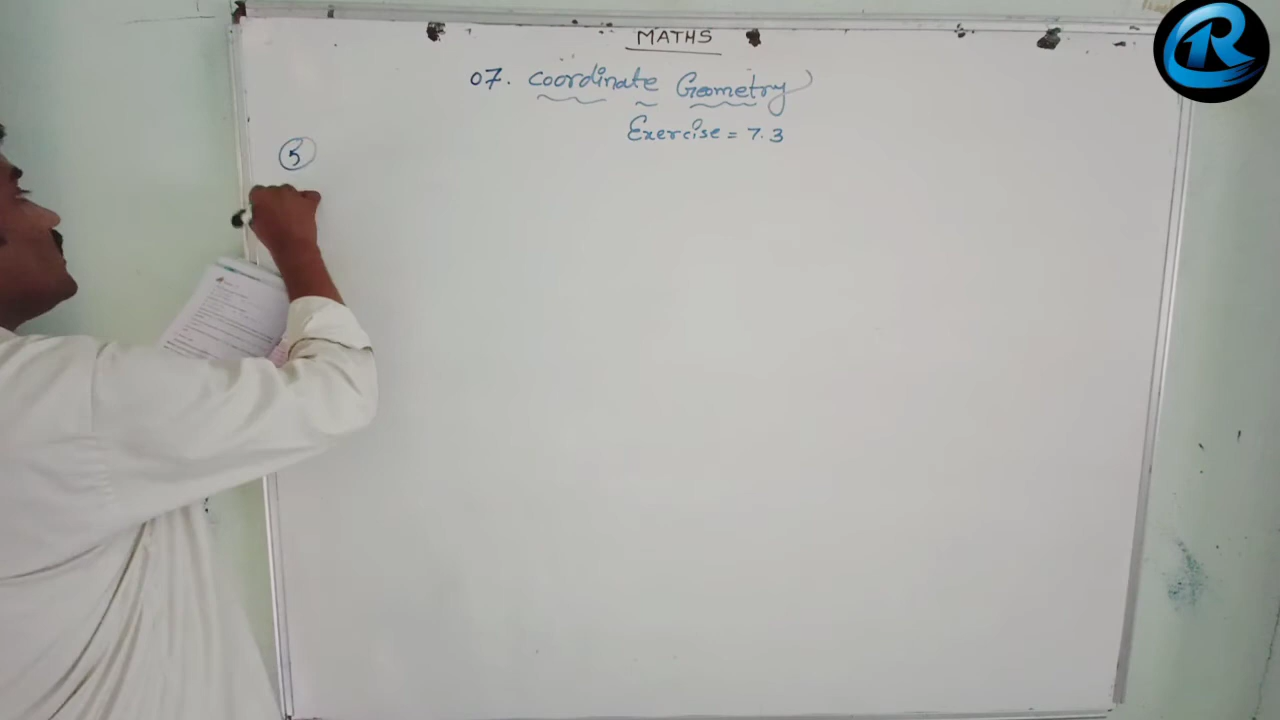 MATHS
07. Coordinate Geometry
Exercise = 7.3
5
R